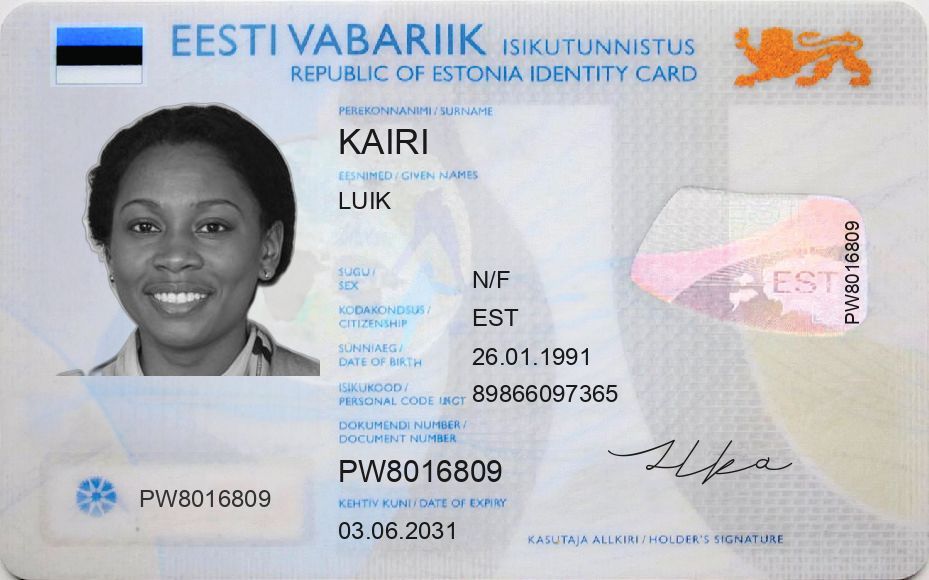 EESTI VABARIIK ISIKUTUNNISTUS
REPUBLIC OF ESTONIA IDENTITY CARD
PEREKONNANIMI / SURNAME
KAIRI
EESNIMED / GIVEN NAMES
LUIK
SUGU /
SEX
N/F
KODAKONDSUS /
CITIZENSHIP
EST
SÜNNIAEG /
DATE OF BIRTH
26.01.1991
ISIKUKOOD /
PERSONAL CODE
89866097365
DOKUMENDI NUMBER /
DOCUMENT NUMBER
PW8016809
KEHTIV KUNI / DATE OF EXPIRY
03.06.2031
PW8016809
EST
PW8016809
KASUTAJA ALLKIRI / HOLDER'S SIGNATURE